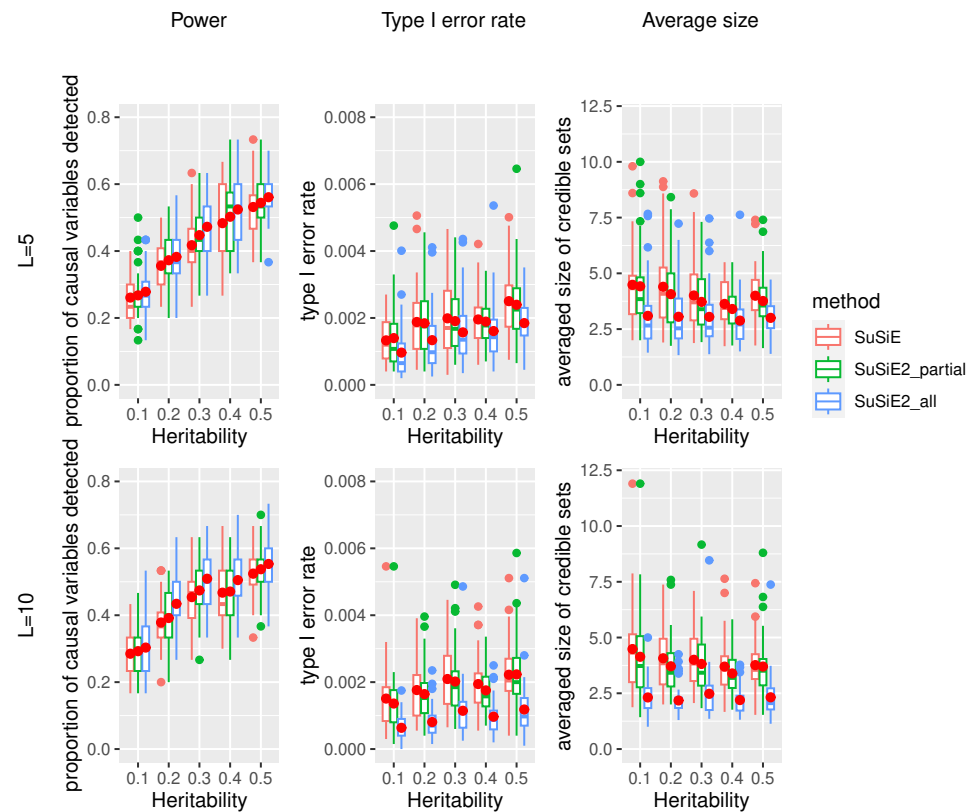 Power Type I error rate Average size
L=5
proportion of causal variables detected
0.8
0.6
0.4
0.2
0.0
0.1 0.2 0.3 0.4 0.5
Heritability
type I error rate
0.008
0.006
0.004
0.002
0.000
0.1 0.2 0.3 0.4 0.5
Heritability
averaged size of credible sets
12.5
10.0
7.5
5.0
2.5
0.0
0.1 0.2 0.3 0.4 0.5
Heritability
method
SuSiE
SuSiE2_partial
SuSiE2_all
L=10
proportion of causal variables detected
0.8
0.6
0.4
0.2
0.0
0.1 0.2 0.3 0.4 0.5
Heritability
type I error rate
0.008
0.006
0.004
0.002
0.000
0.1 0.2 0.3 0.4 0.5
Heritability
averaged size of credible sets
12.5
10.0
7.5
5.0
2.5
0.0
0.1 0.2 0.3 0.4 0.5
Heritability